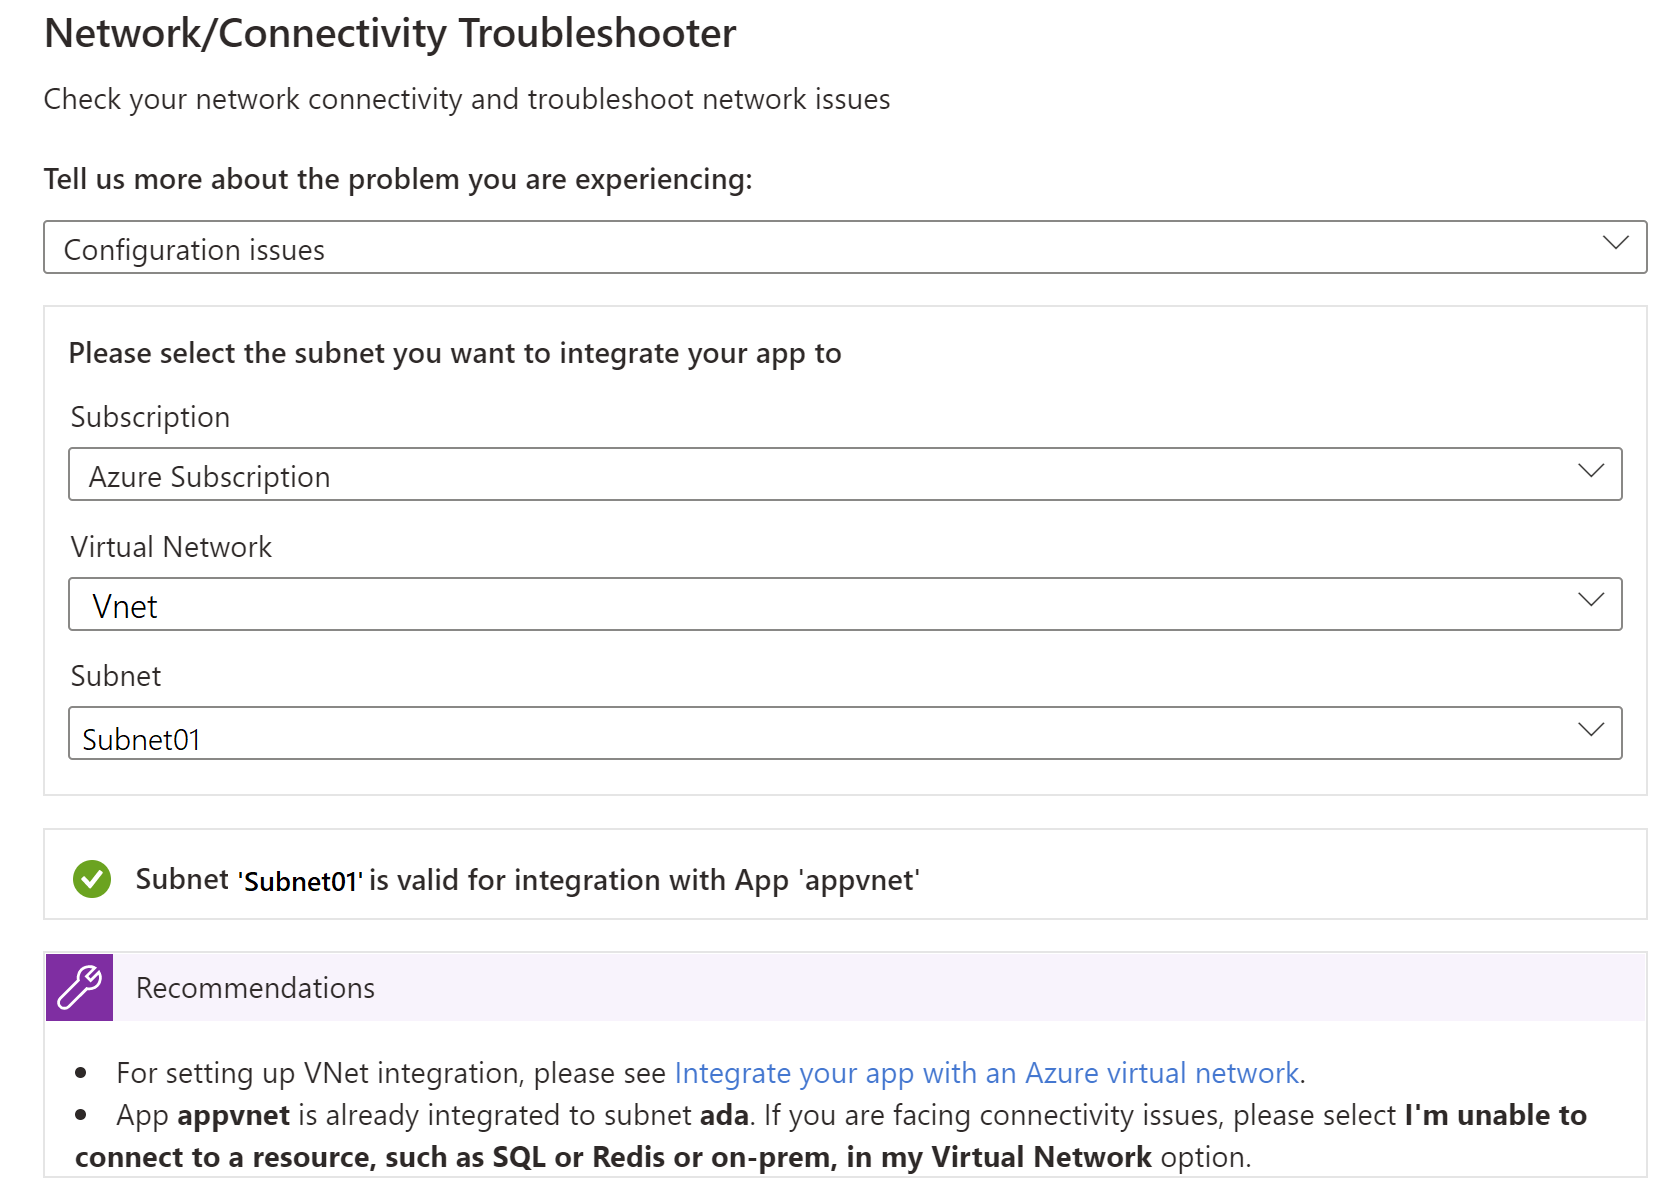 Network/Connectivity Troubleshooter
Check your network connectivity and troubleshoot network issues
Tell us more about the problem you are experiencing:
Configuration issues
Please select the subnet you want to integrate your app to
Subscription
Azure Subscription
Virtual Network
Vnet
Subnet
Subnet01
Subnet 'Subnet01' is valid for integration with App 'appvnet'
Recommendations
• For setting up VNet integration, please see Integrate your app with an Azure virtual network.
• App appvnet is already integrated to subnet ada. If you are facing connectivity issues, please select I'm unable to
connect to a resource, such as SQL or Redis or on-prem, in my Virtual Network option.